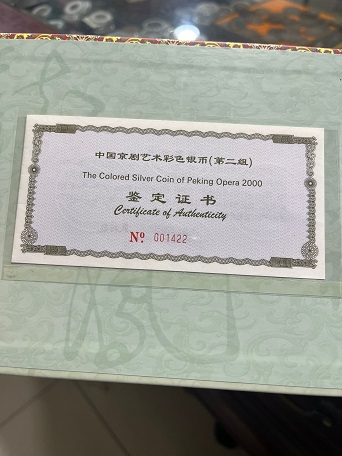 中国京剧艺术彩色银币(第二组)
The Colored Silver Coin of Peking Opera 2000
鉴定证书
Certificate of Authenticity
Nº 001422